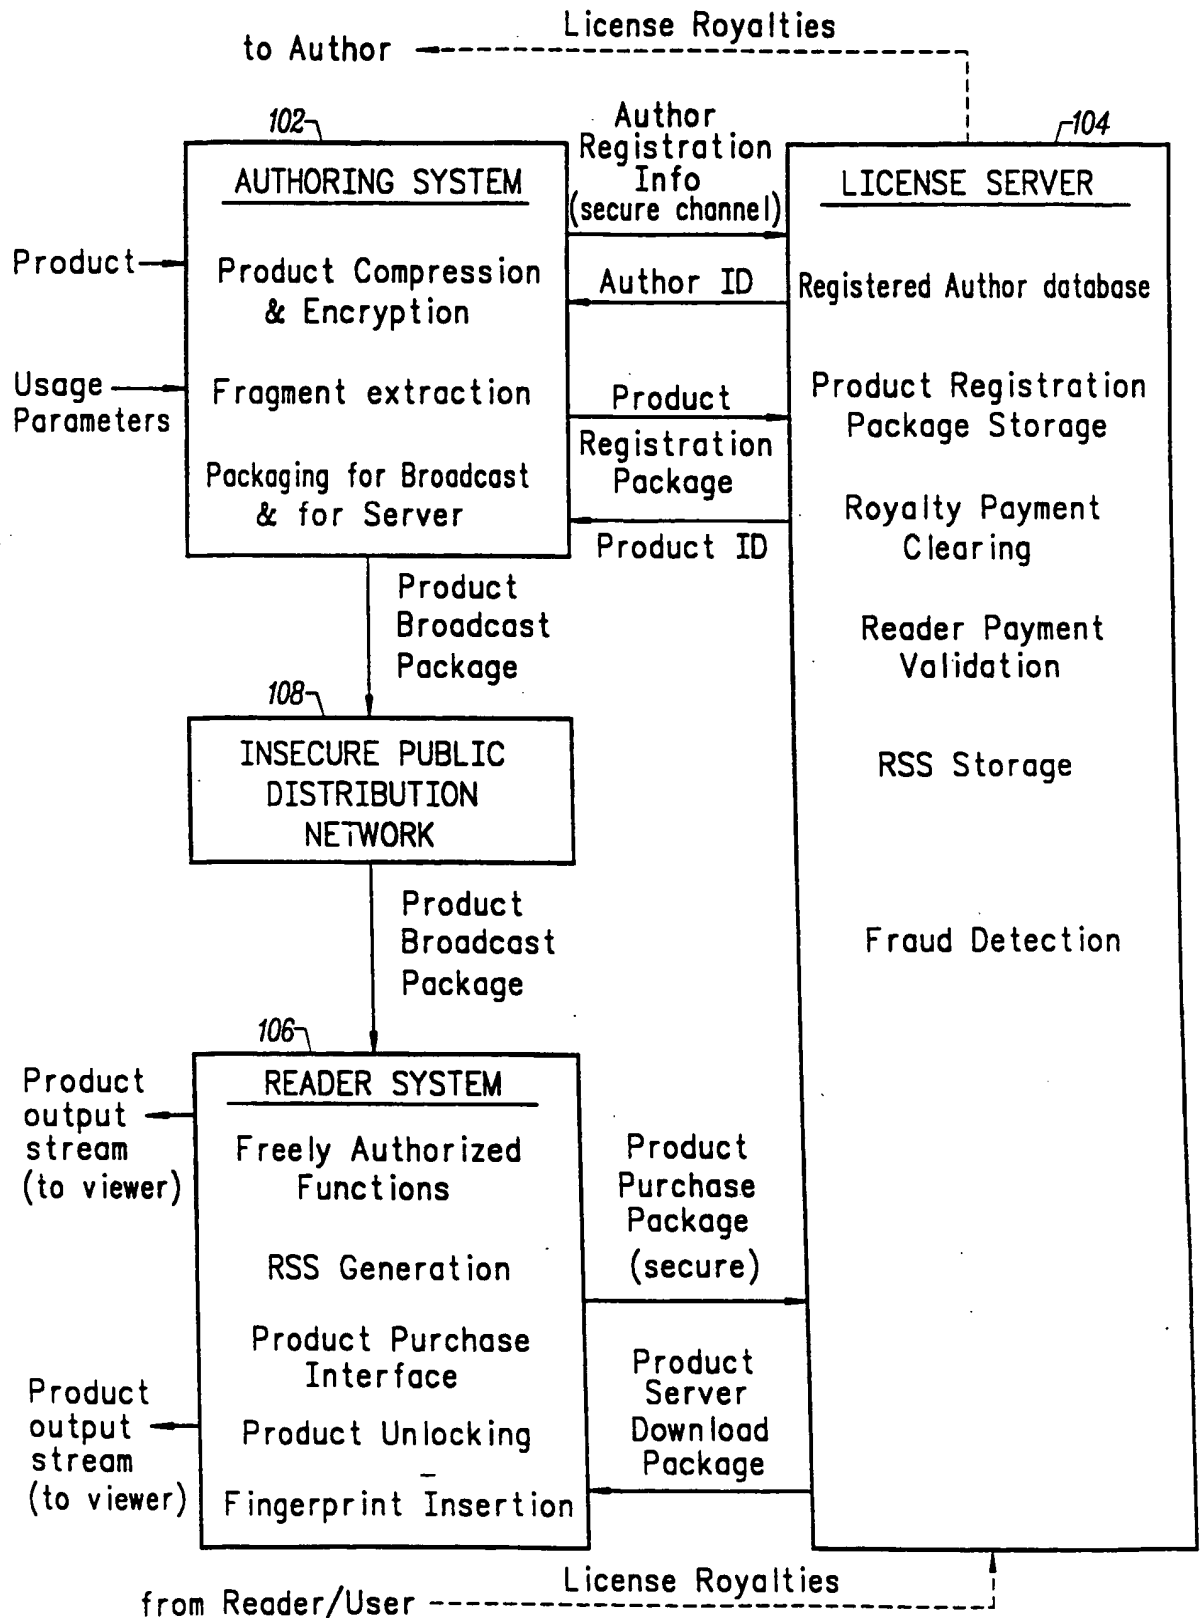 License Royalties
to Author
102
Author
Registration
Info
(secure channel)
104
AUTHORING SYSTEM
LICENSE SERVER
Product
Product Compression
& Encryption
Author ID
Registered Author database
Usage
Parameters
Fragment extraction
Product
Registration
Package
Product Registration
Package Storage
Packaging for Broadcast
& for Server
Product ID
Royalty Payment
Clearing
Product
Broadcast
Package
Reader Payment
Validation
108
INSECURE PUBLIC
DISTRIBUTION
NETWORK
RSS Storage
Product
Broadcast
Package
Fraud Detection
106
READER SYSTEM
Product
output
stream
(to viewer)
Freely Authorized
Functions
Product
Purchase
Package
(secure)
RSS Generation
Product Purchase
Interface
Product
Server
Download
Package
Product
output
stream
(to viewer)
Product Unlocking
Fingerprint Insertion
License Royalties
from Reader/User